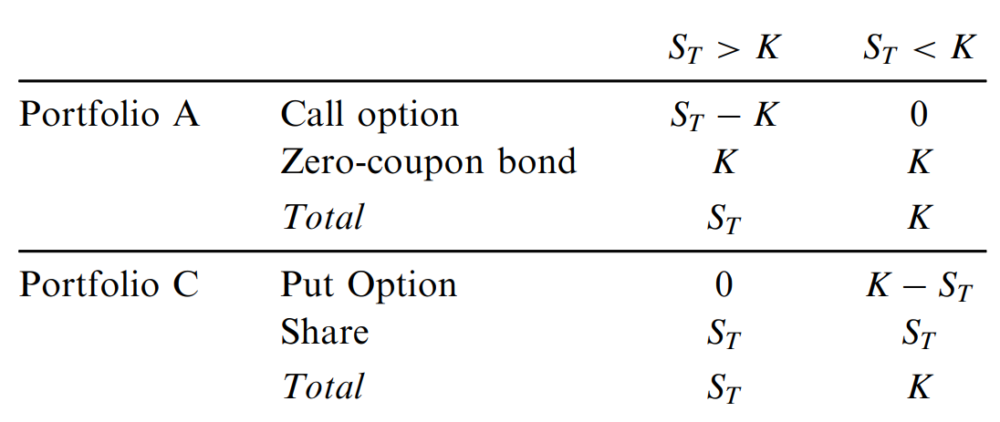 S_T > K S_T < K
Portfolio A Call option S_T − K 0
Zero-coupon bond K K
Total S_T K
Portfolio C Put Option 0 K − S_T
Share S_T S_T
Total S_T K